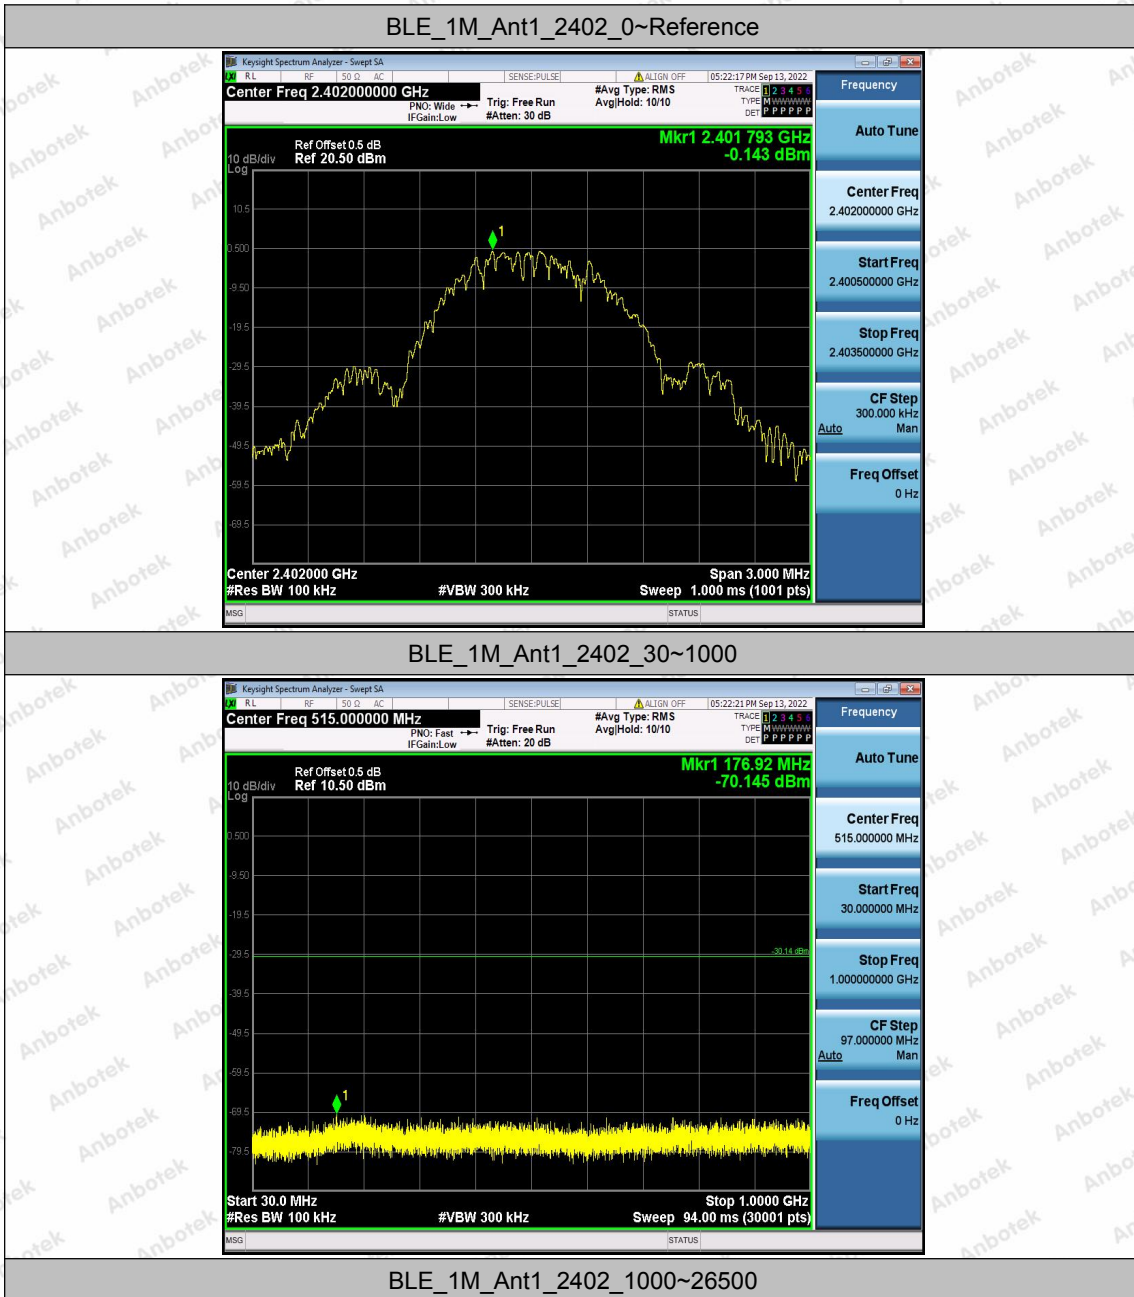 BLE_1M_Ant1_2402_0~Reference
Keysight Spectrum Analyzer - Swept SA
LXI RL RF 50 Ω AC SENSE:PULSE ALIGN OFF 05:22:17 PM Sep 13, 2022
Center Freq 2.402000000 GHz
PNO: Wide
IFGain:Low
Trig: Free Run
#Atten: 30 dB
#Avg Type: RMS
Avg|Hold: 10/10
TRACE 1 2 3 4 5 6
TYPE M W W W W W
DET P P P P P P
Frequency
Mkr1 2.401 793 GHz
-0.143 dBm
Ref Offset 0.5 dB
10 dB/div Ref 20.50 dBm
Log
10.5
0.500
-9.50
-19.5
-29.5
-39.5
-49.5
-59.5
-69.5
1
Center 2.402000 GHz Span 3.000 MHz
#Res BW 100 kHz #VBW 300 kHz Sweep 1.000 ms (1001 pts)
MSG STATUS
Auto Tune
Center Freq
2.402000000 GHz
Start Freq
2.400500000 GHz
Stop Freq
2.403500000 GHz
CF Step
300.000 kHz
Auto Man
Freq Offset
0 Hz
BLE_1M_Ant1_2402_30~1000
Keysight Spectrum Analyzer - Swept SA
LXI RL RF 50 Ω AC SENSE:PULSE ALIGN OFF 05:22:21 PM Sep 13, 2022
Center Freq 515.000000 MHz
PNO: Fast
IFGain:Low
Trig: Free Run
#Atten: 20 dB
#Avg Type: RMS
Avg|Hold: 10/10
TRACE 1 2 3 4 5 6
TYPE M W W W W W
DET P P P P P P
Frequency
Mkr1 176.92 MHz
-70.145 dBm
Ref Offset 0.5 dB
10 dB/div Ref 10.50 dBm
Log
0.500
-9.50
-19.5
-29.5
-39.5
-49.5
-59.5
-69.5
-79.5
-30.14 dBm
1
Start 30.0 MHz Stop 1.0000 GHz
#Res BW 100 kHz #VBW 300 kHz Sweep 94.00 ms (30001 pts)
MSG STATUS
Auto Tune
Center Freq
515.000000 MHz
Start Freq
30.000000 MHz
Stop Freq
1.000000000 GHz
CF Step
97.000000 MHz
Auto Man
Freq Offset
0 Hz
BLE_1M_Ant1_2402_1000~26500
Anbotek